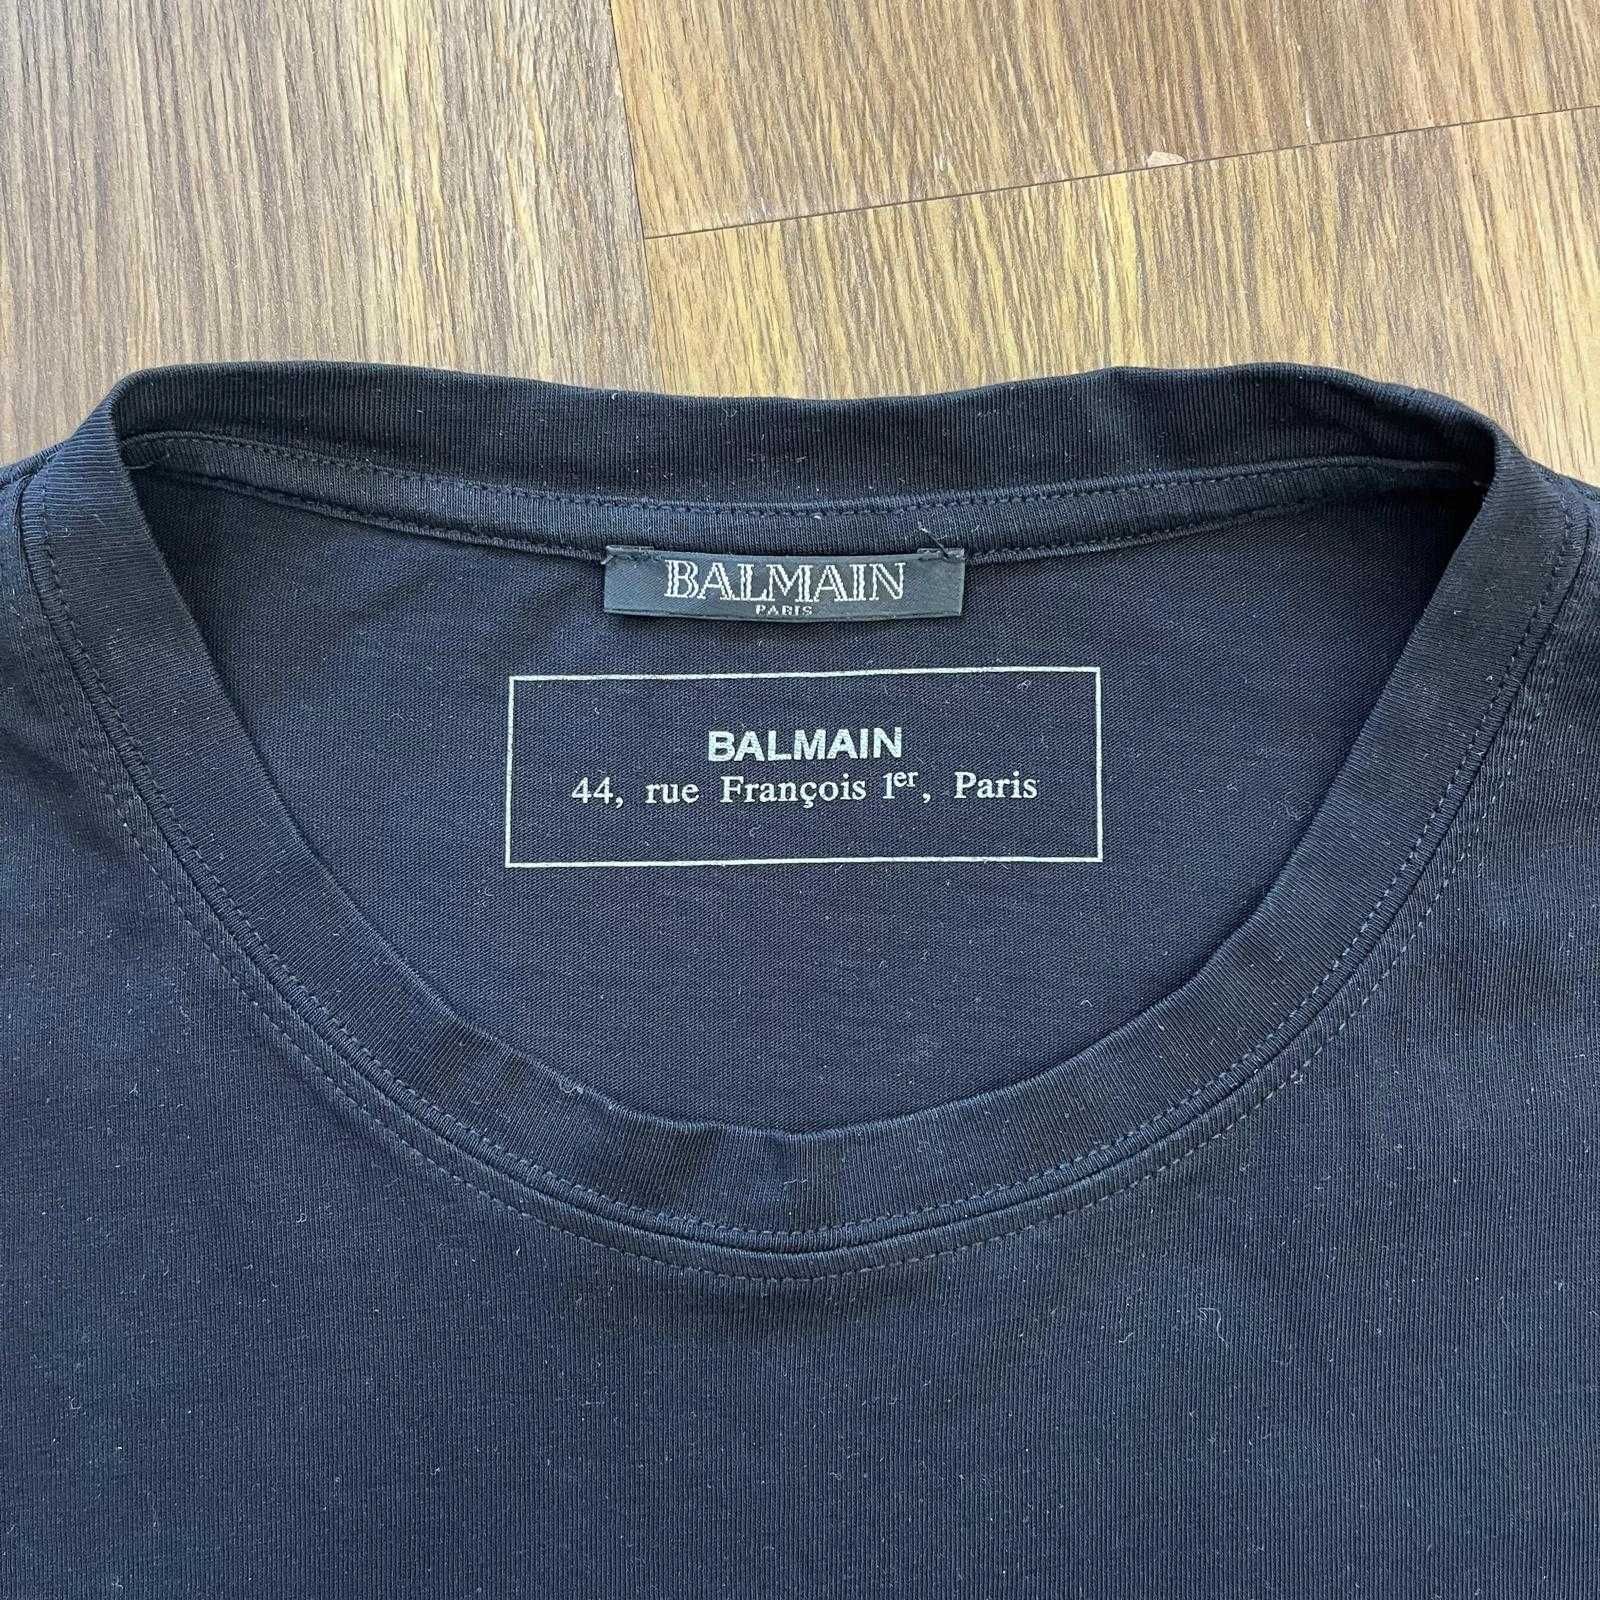 BALMAIN
PARIS
BALMAIN
44, rue François 1er, Paris